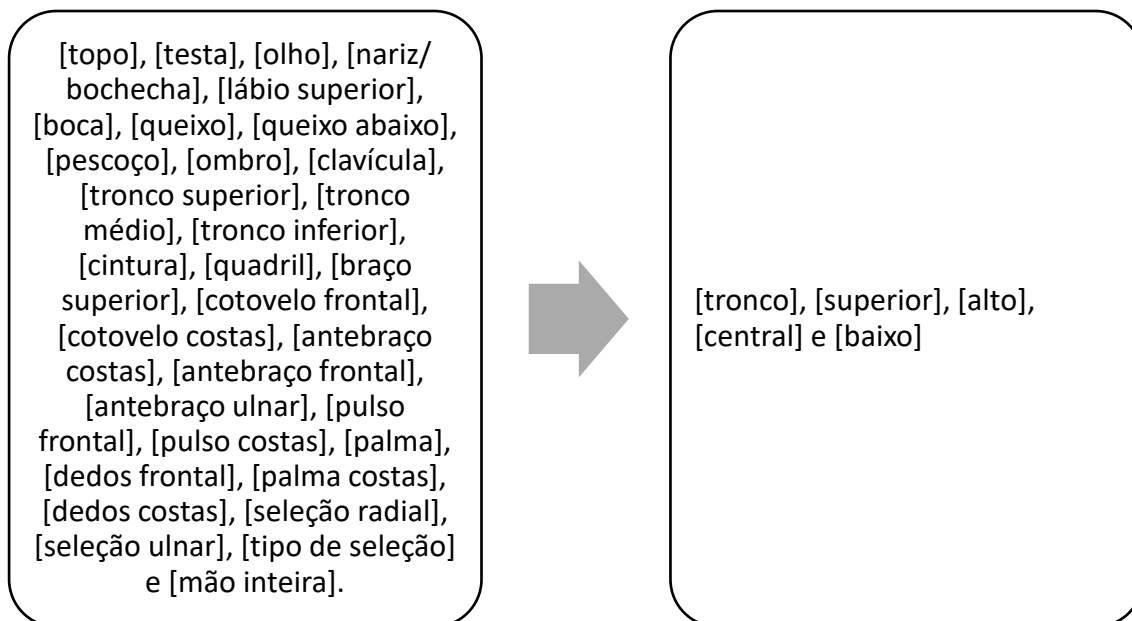 [topo], [testa], [olho], [nariz/
bochecha], [lábio superior],
[boca], [queixo], [queixo abaixo],
[pescoço], [ombro], [clavícula],
[tronco superior], [tronco
médio], [tronco inferior],
[cintura], [quadril], [braço
superior], [cotovelo frontal],
[cotovelo costas], [antebraço
costas], [antebraço frontal],
[antebraço ulnar], [pulso
frontal], [pulso costas], [palma],
[dedos frontal], [palma costas],
[dedos costas], [seleção radial],
[seleção ulnar], [tipo de seleção]
e [mão inteira].
[tronco], [superior], [alto],
[central] e [baixo]